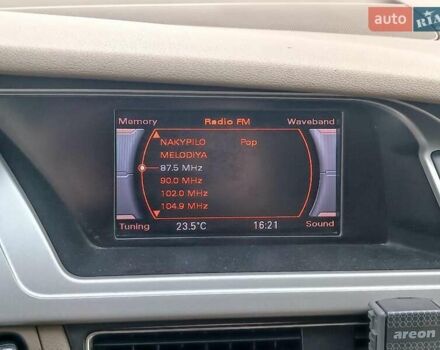 auto RIA
Memory Radio FM Waveband
NAKYPILO Pop
MELODIYA
87.5 MHz
90.0 MHz
102.0 MHz
104.9 MHz
Tuning 23.5°C 16:21 Sound
areon